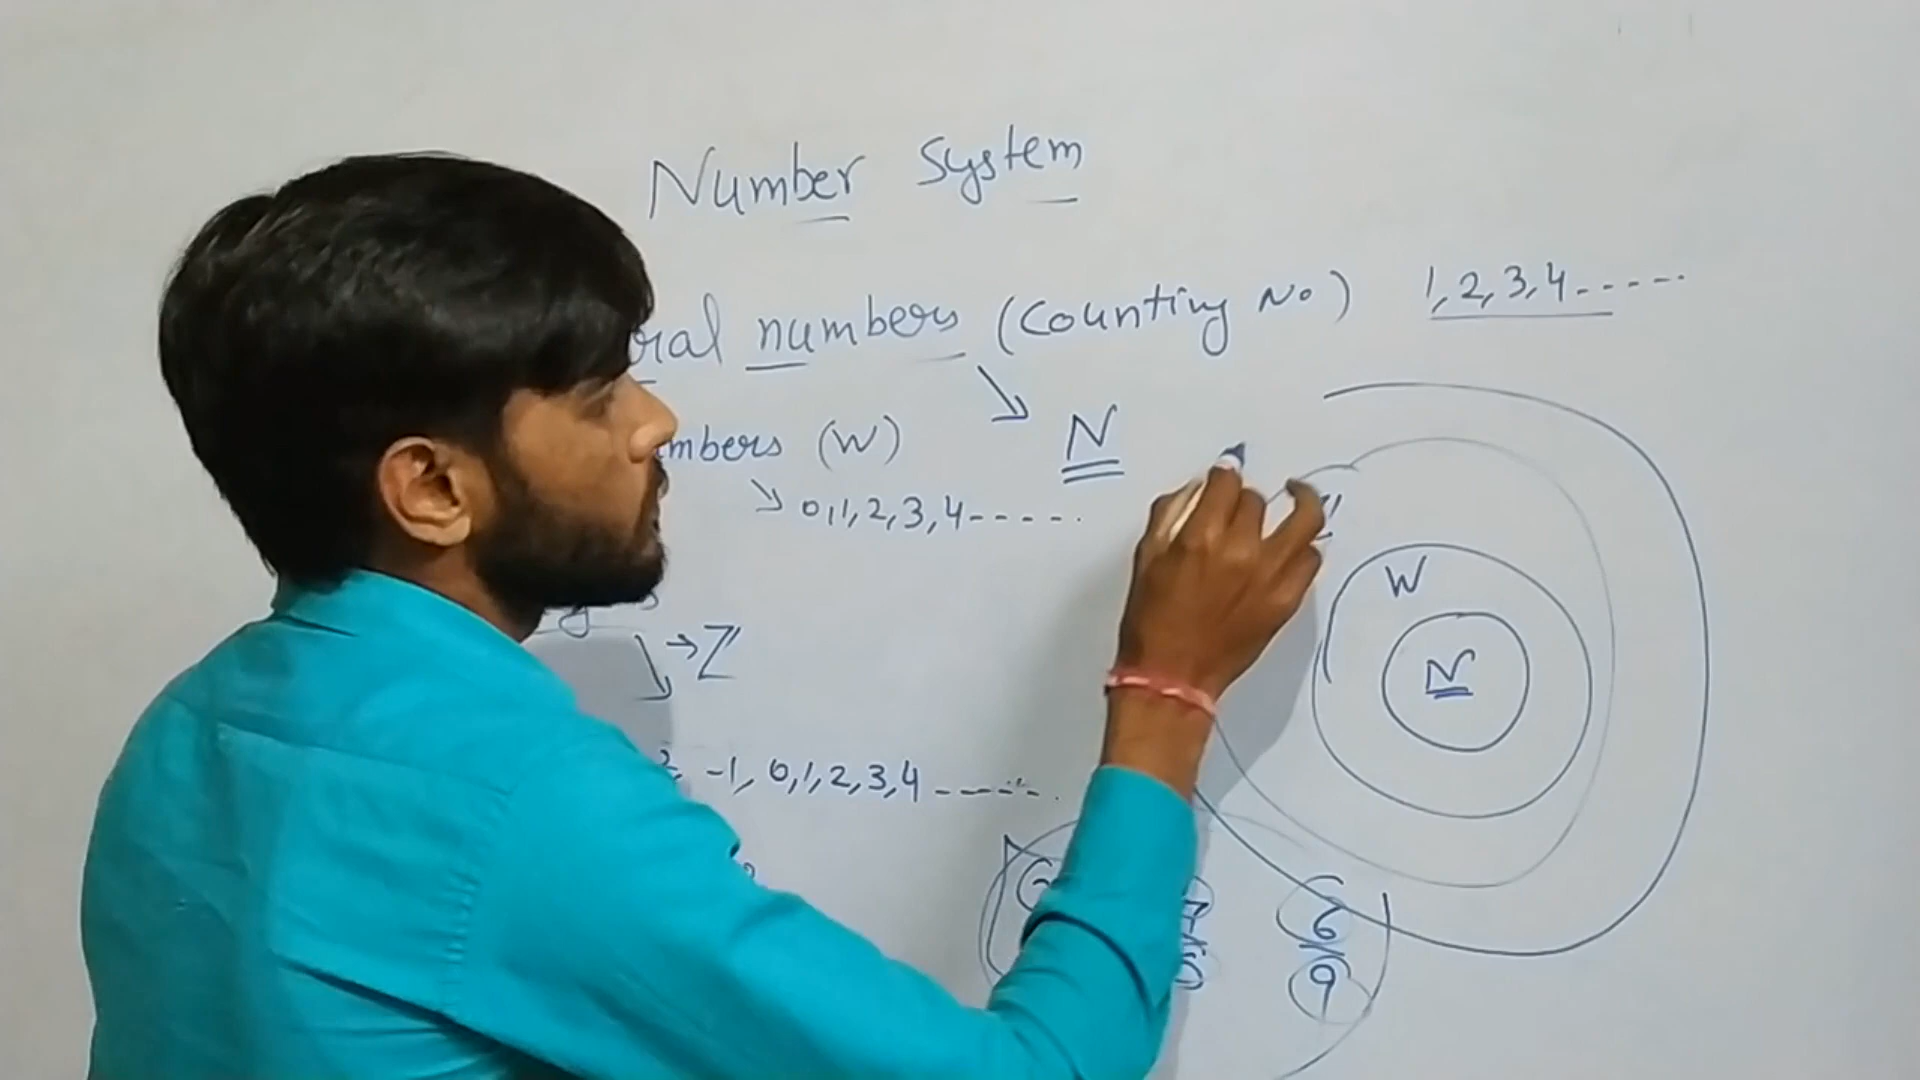 Number System
numbers (Counting No) 1,2,3,4.....
N
(W)
0,1,2,3,4-----.
→Z
-1, 0,1,2,3,4
W
N
6
9